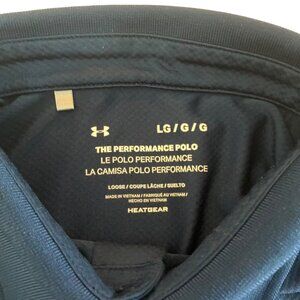 LG / G / G
THE PERFORMANCE POLO
LE POLO PERFORMANCE
LA CAMISA POLO PERFORMANCE
LOOSE / COUPE LÂCHE / SUELTO
MADE IN VIETNAM / FABRIQUÉ AU VIETNAM /
HECHO EN VIETNAM
HEATGEAR